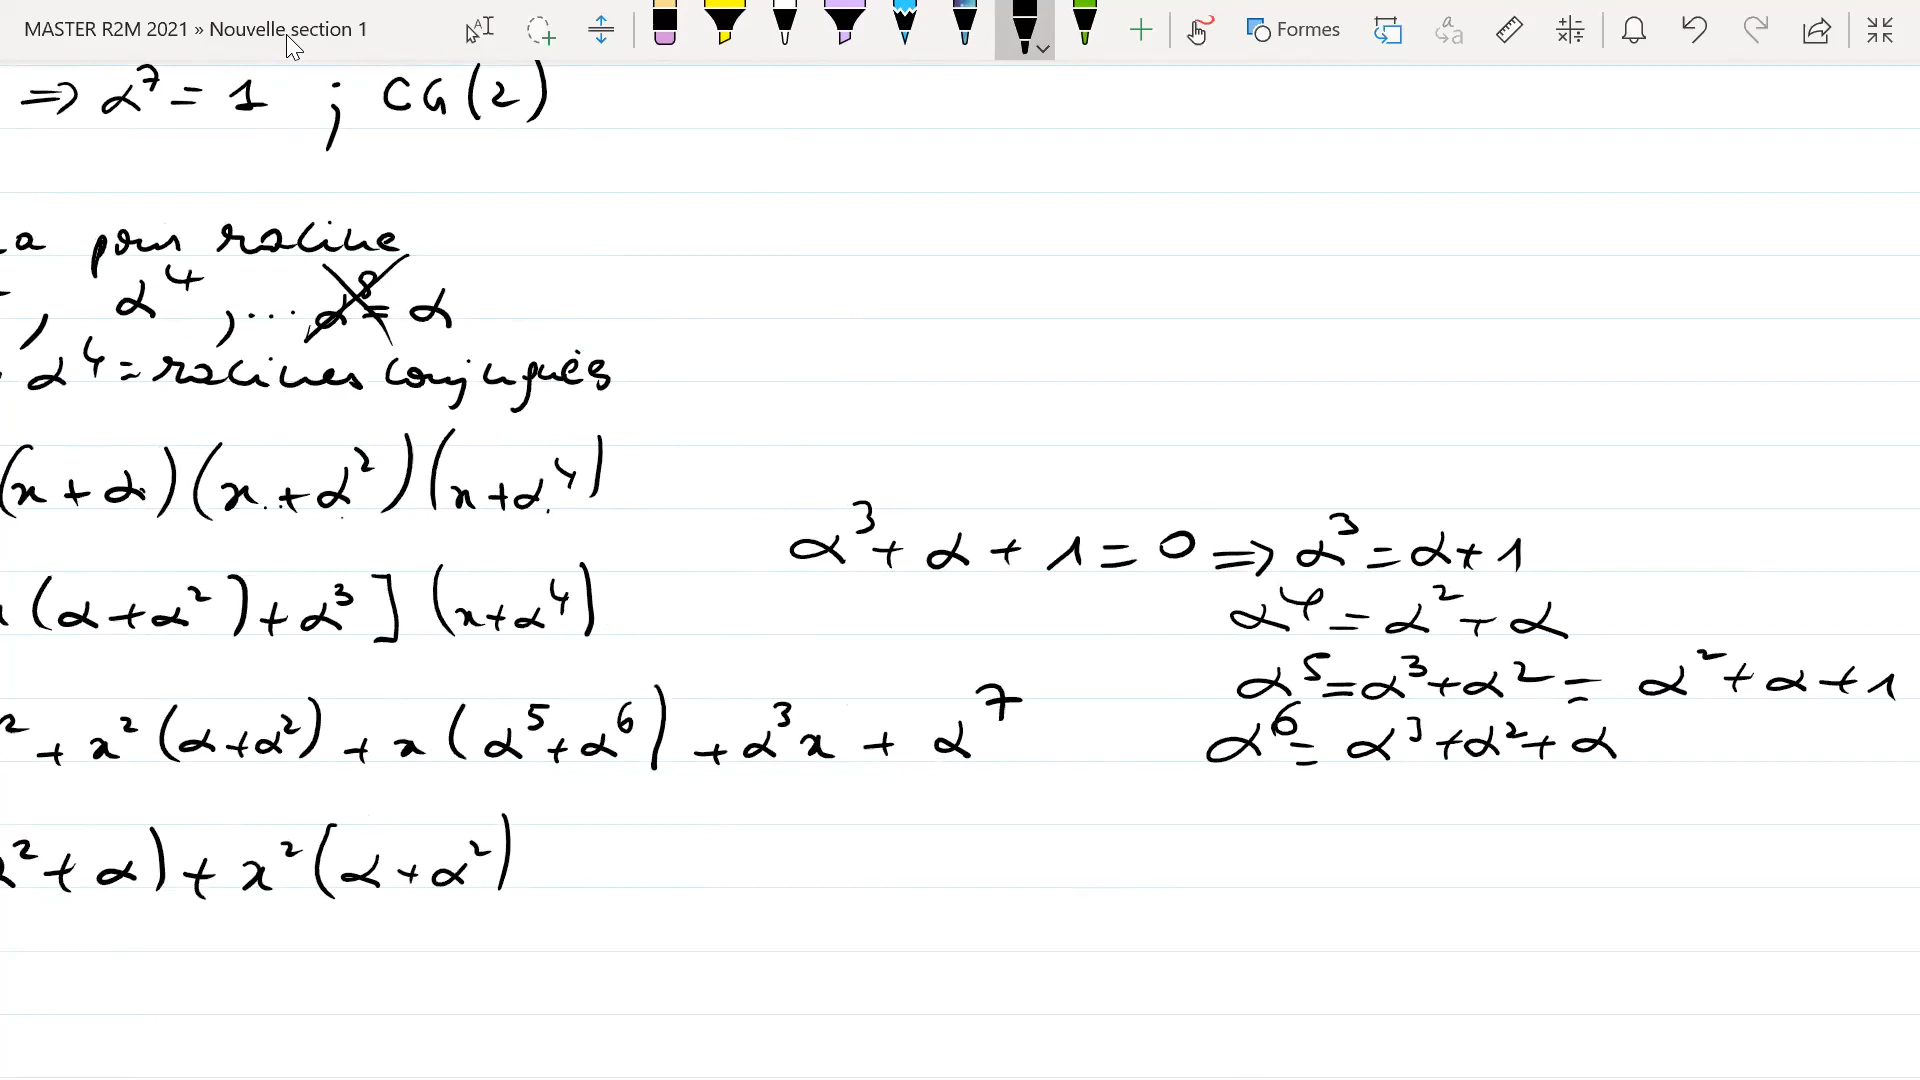 MASTER R2M 2021 » Nouvelle section 1
Formes
⇒ α⁷ = 1 ; CG(2)
a pour racine
, α⁴ , ... α⁸ = α
α⁴ = racines conjuguées
(x + α)(x + α²)(x + α⁴)
(α + α²) + α³](x + α⁴)
α³ + α + 1 = 0 ⇒ α³ = α + 1
α⁴ = α² + α
α⁵ = α³ + α² = α² + α + 1
α⁶ = α³ + α² + α
² + x²(α + α²) + x(α⁵ + α⁶) + α³x + α⁷
² + α) + x²(α + α²)